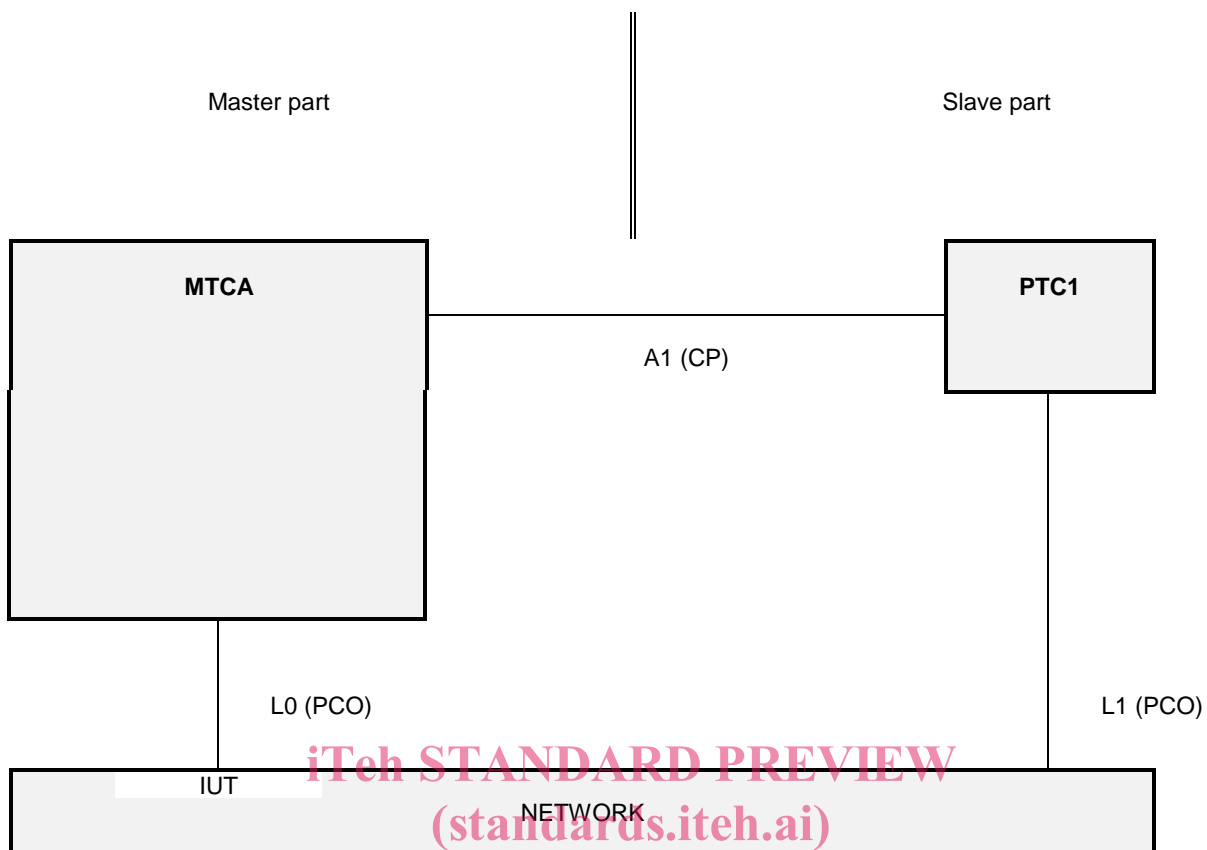 Master part
Slave part
MTCA
PTC1
A1 (CP)
L0 (PCO)
L1 (PCO)
iTeh STANDARD PREVIEW
IUT
NETWORK
(standards.iteh.ai)